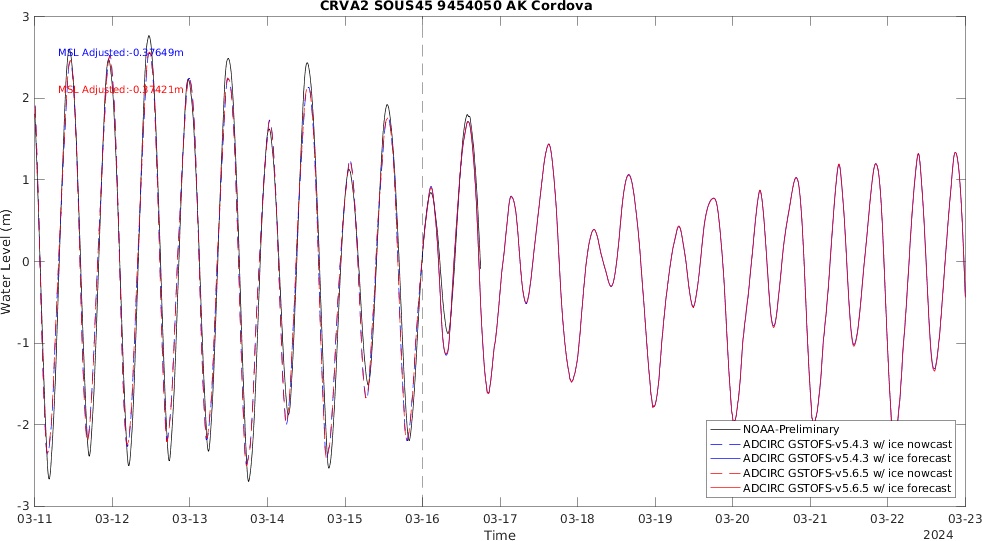 CRVA2 SOUS45 9454050 AK Cordova
3
2
1
0
-1
-2
-3
Water Level (m)
MSL Adjusted:-0.37649m
MSL Adjusted:-0.37421m
NOAA-Preliminary
ADCIRC GSTOFS-v5.4.3 w/ ice nowcast
ADCIRC GSTOFS-v5.4.3 w/ ice forecast
ADCIRC GSTOFS-v5.6.5 w/ ice nowcast
ADCIRC GSTOFS-v5.6.5 w/ ice forecast
03-11 03-12 03-13 03-14 03-15 03-16 03-17 03-18 03-19 03-20 03-21 03-22 03-23
Time
2024